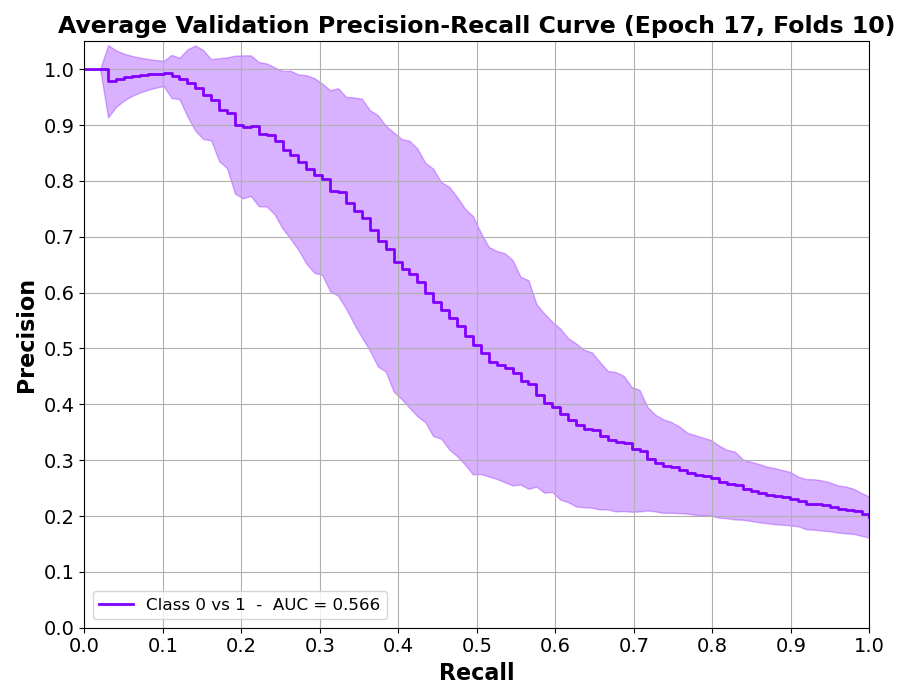 Average Validation Precision-Recall Curve (Epoch 17, Folds 10)
1.0
0.9
0.8
0.7
0.6
0.5
0.4
0.3
0.2
0.1
0.0
Precision
Class 0 vs 1 - AUC = 0.566
0.0 0.1 0.2 0.3 0.4 0.5 0.6 0.7 0.8 0.9 1.0
Recall